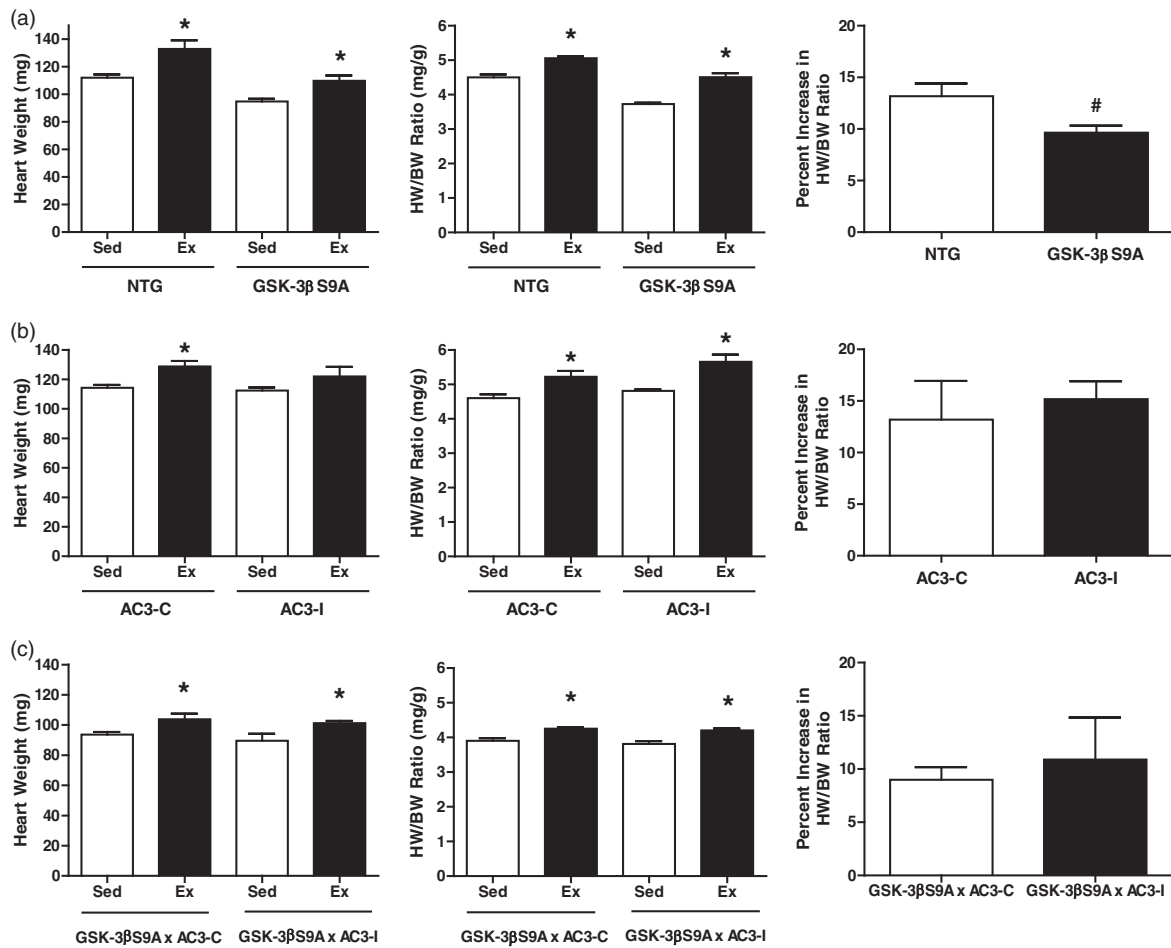 (a)
140
120
100
80
60
40
20
0
Heart Weight (mg)
*
*
Sed Ex Sed Ex
NTG GSK-3β S9A
6
5
4
3
2
1
0
HW/BW Ratio (mg/g)
*
*
Sed Ex Sed Ex
NTG GSK-3β S9A
20
15
10
5
0
Percent Increase in
HW/BW Ratio
#
NTG GSK-3β S9A
(b)
140
120
100
80
60
40
20
0
Heart Weight (mg)
*
Sed Ex Sed Ex
AC3-C AC3-I
6
5
4
3
2
1
0
HW/BW Ratio (mg/g)
*
*
Sed Ex Sed Ex
AC3-C AC3-I
20
15
10
5
0
Percent Increase in
HW/BW Ratio
AC3-C AC3-I
(c)
140
120
100
80
60
40
20
0
Heart Weight (mg)
*
*
Sed Ex Sed Ex
GSK-3βS9A x AC3-C GSK-3βS9A x AC3-I
6
5
4
3
2
1
0
HW/BW Ratio (mg/g)
*
*
Sed Ex Sed Ex
GSK-3βS9A x AC3-C GSK-3βS9A x AC3-I
20
15
10
5
0
Percent Increase in
HW/BW Ratio
GSK-3βS9A x AC3-C GSK-3βS9A x AC3-I